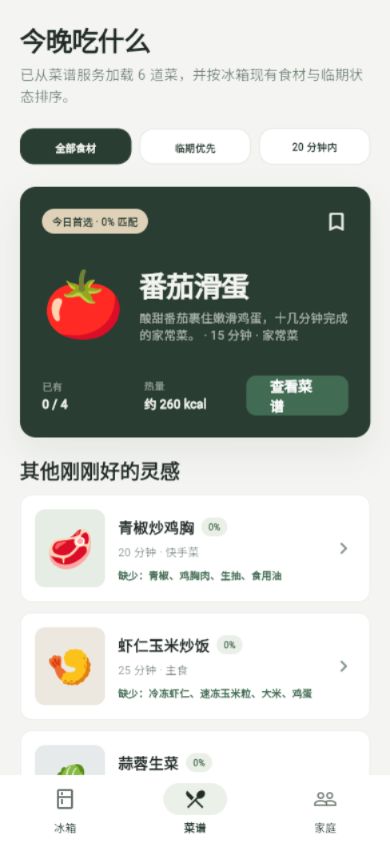 今晚吃什么
已从菜谱服务加载 6 道菜，并按冰箱现有食材与临期状
态排序。
全部食材
临期优先
20 分钟内
今日首选 · 0% 匹配
番茄滑蛋
酸甜番茄裹住嫩滑鸡蛋，十几分钟完成
的家常菜。 · 15 分钟 · 家常菜
已有
0 / 4
热量
约 260 kcal
查看菜
谱
其他刚刚好的灵感
青椒炒鸡胸 0%
20 分钟 · 快手菜
缺少：青椒、鸡胸肉、生抽、食用油
虾仁玉米炒饭 0%
25 分钟 · 主食
缺少：冷冻虾仁、速冻玉米粒、大米、鸡蛋
蒜蓉生菜 0%
冰箱
菜谱
家庭